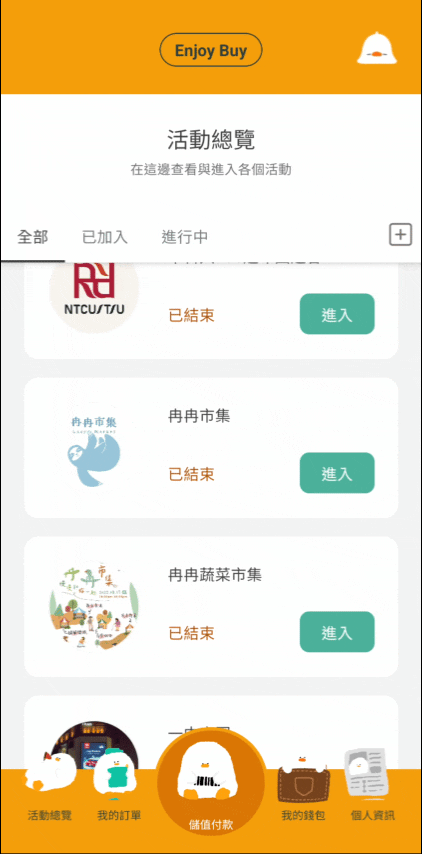 Enjoy Buy
活動總覽
在這邊查看與進入各個活動
全部
已加入
進行中
NTCU/TSU
已結束
進入
冉冉市集
冉冉市集
已結束
進入
冉冉蔬菜市集
已結束
進入
活動總覽
我的訂單
儲值付款
我的錢包
個人資訊